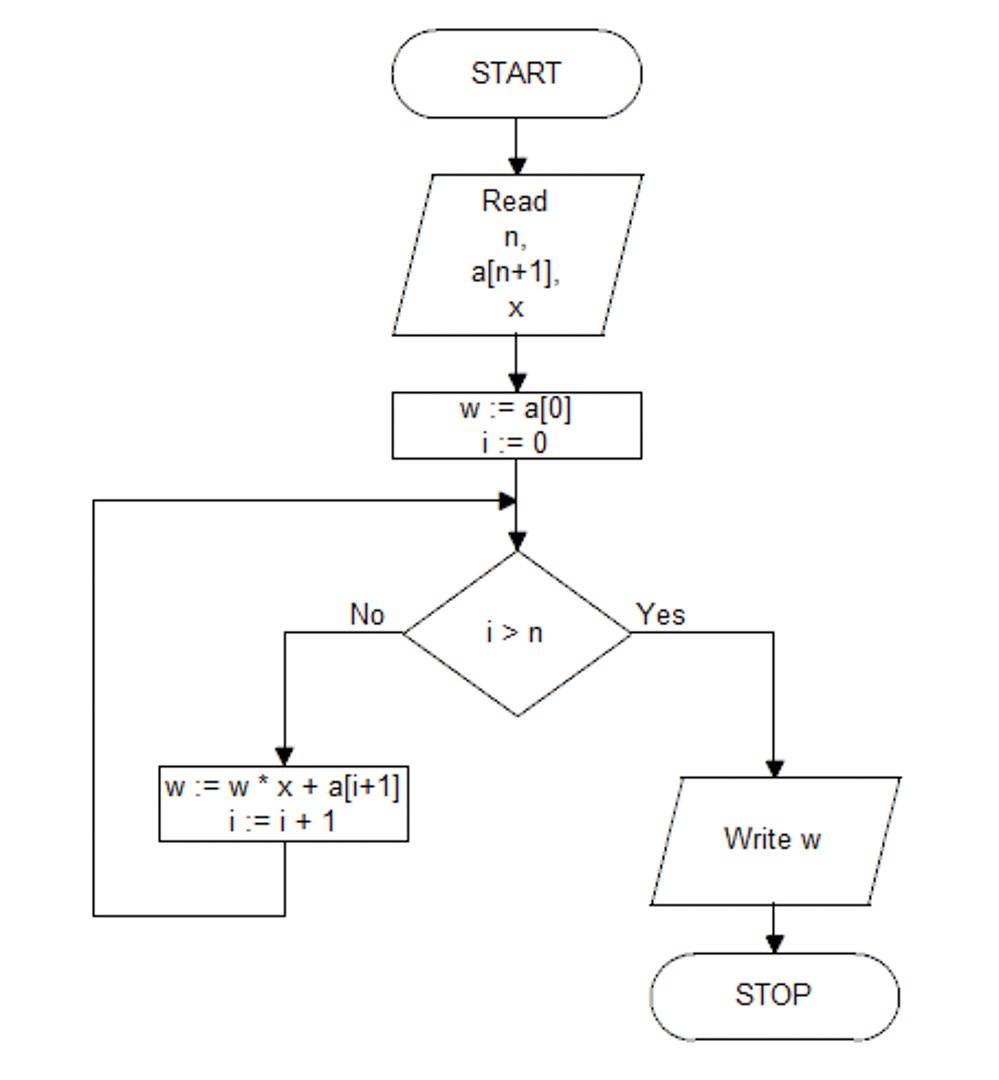 START
Read
n,
a[n+1],
x
w := a[0]
i := 0
i > n
No
Yes
w := w * x + a[i+1]
i := i + 1
Write w
STOP